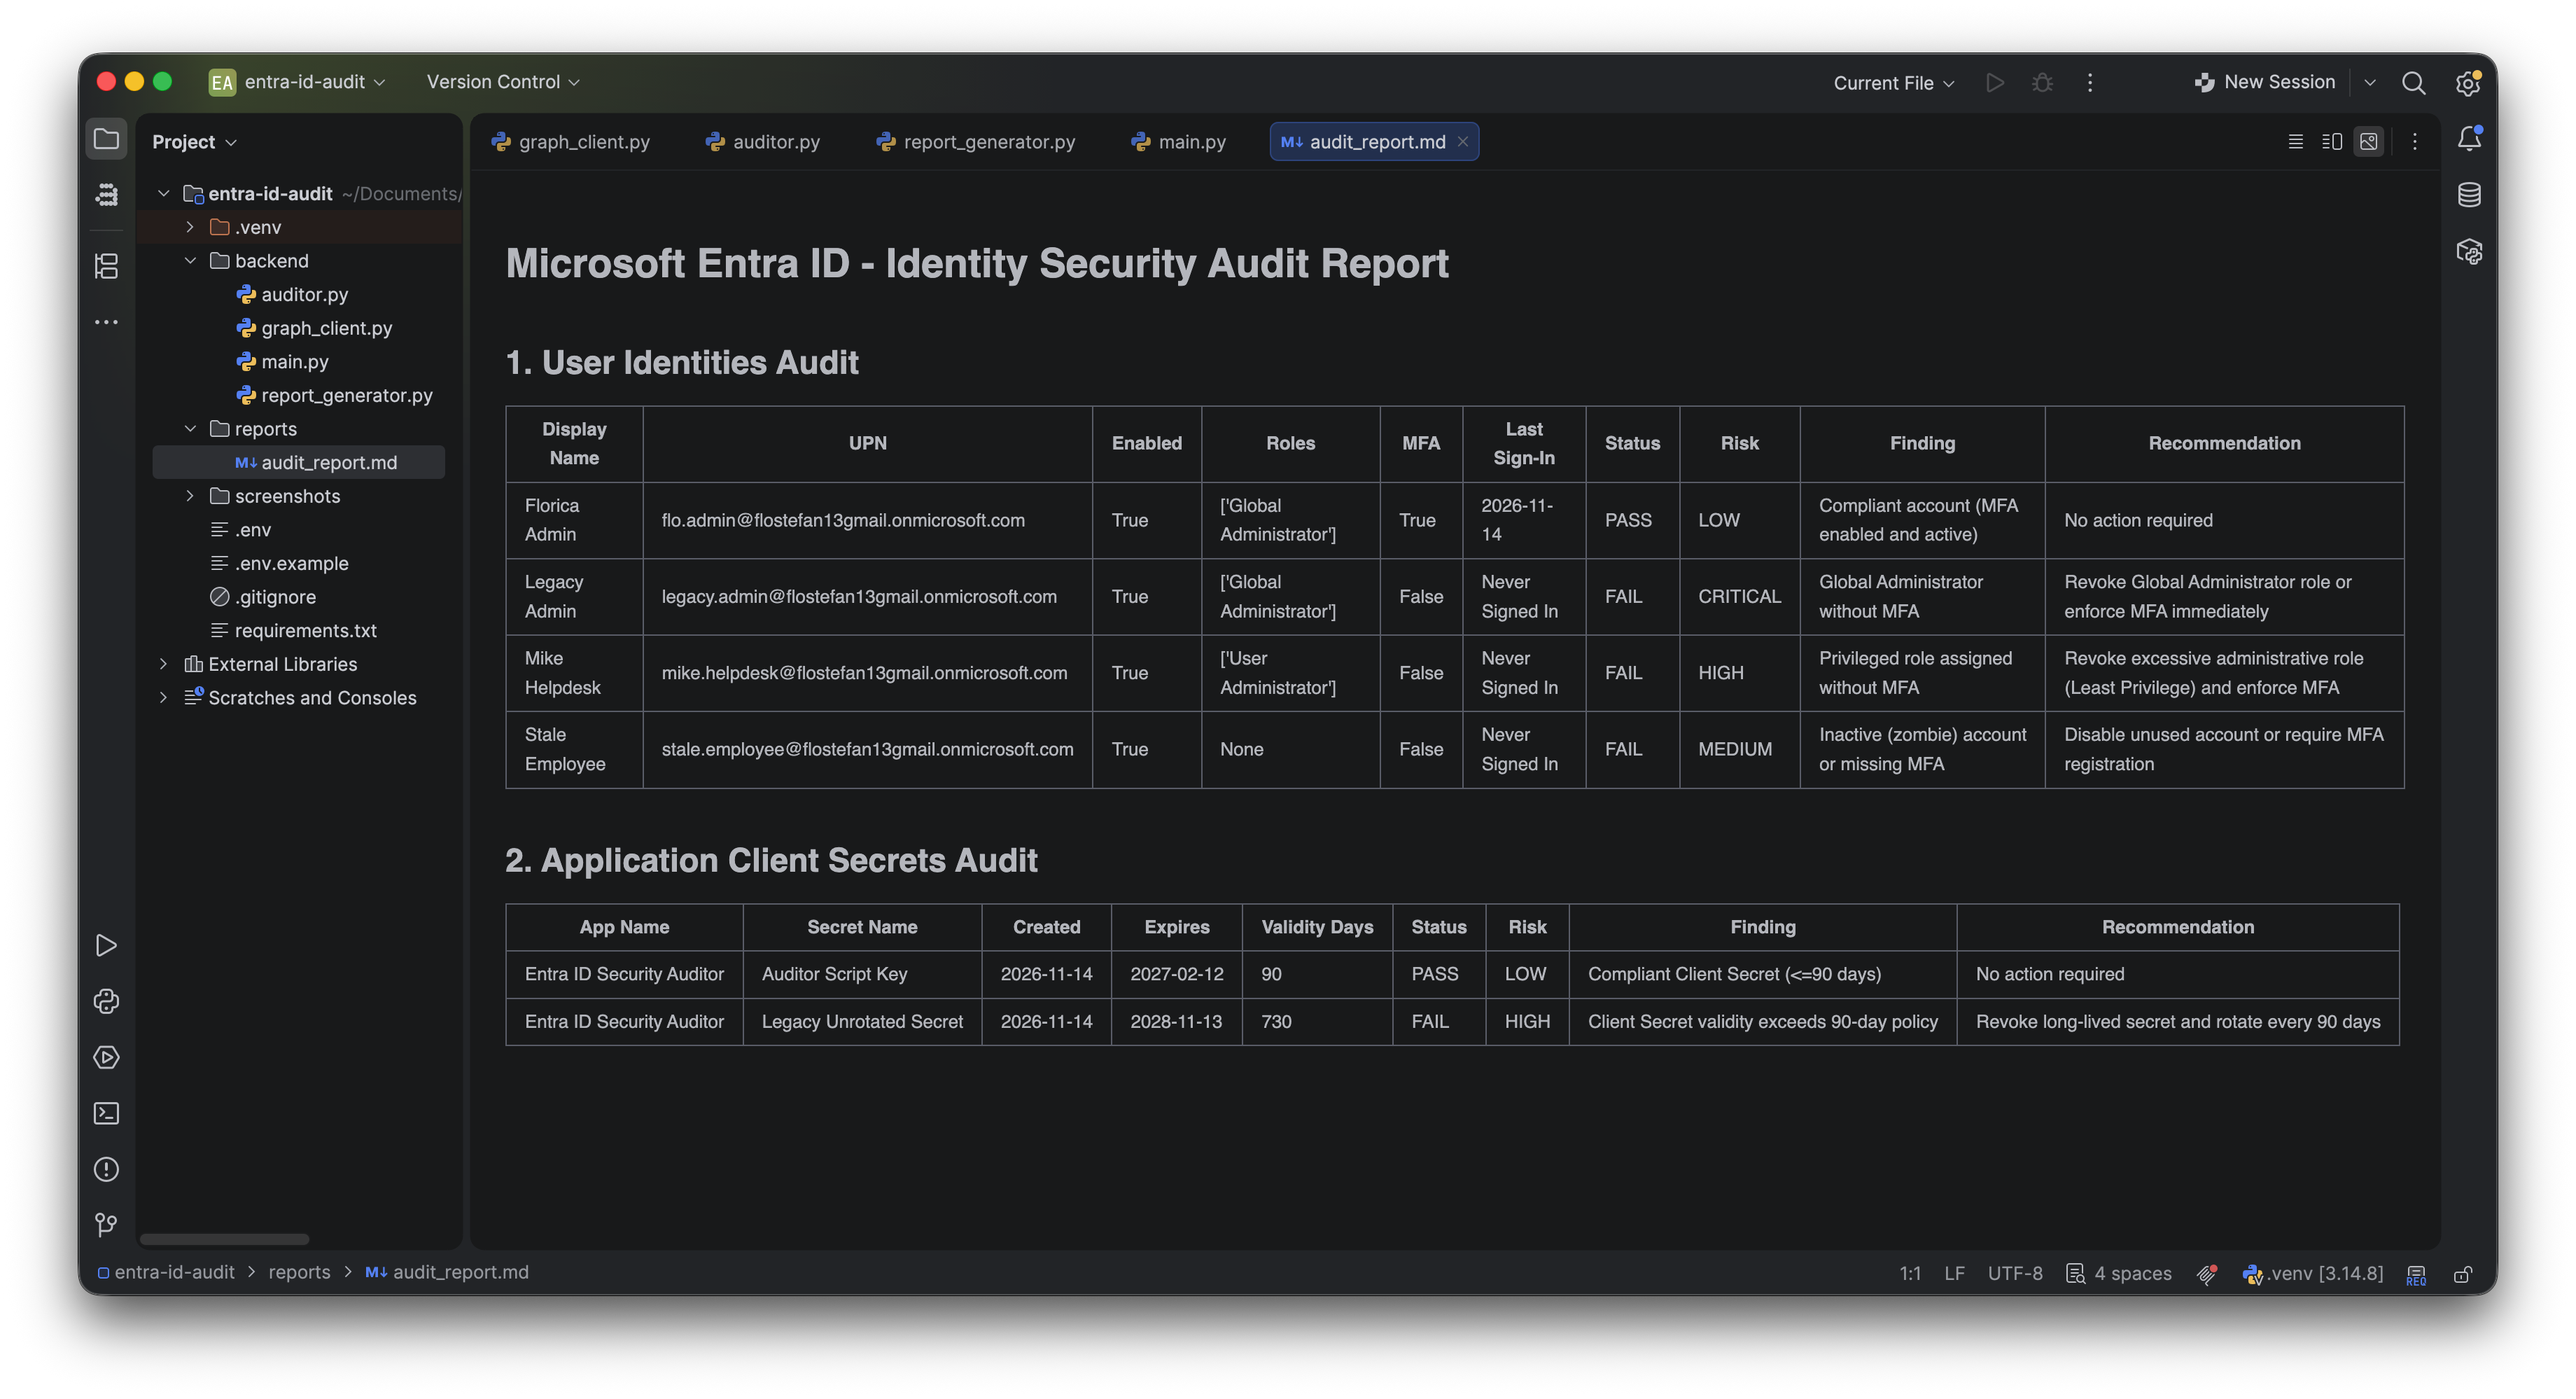 EA entra-id-audit Version Control Current File New Session
Project
entra-id-audit ~/Documents/
.venv
backend
auditor.py
graph_client.py
main.py
report_generator.py
reports
M↓ audit_report.md
screenshots
.env
.env.example
.gitignore
requirements.txt
External Libraries
Scratches and Consoles
graph_client.py auditor.py report_generator.py main.py M↓ audit_report.md
Microsoft Entra ID - Identity Security Audit Report
1. User Identities Audit
Display Name UPN Enabled Roles MFA Last Sign-In Status Risk Finding Recommendation
Florica Admin flo.admin@flostefan13gmail.onmicrosoft.com True ['Global Administrator'] True 2026-11-14 PASS LOW Compliant account (MFA enabled and active) No action required
Legacy Admin legacy.admin@flostefan13gmail.onmicrosoft.com True ['Global Administrator'] False Never Signed In FAIL CRITICAL Global Administrator without MFA Revoke Global Administrator role or enforce MFA immediately
Mike Helpdesk mike.helpdesk@flostefan13gmail.onmicrosoft.com True ['User Administrator'] False Never Signed In FAIL HIGH Privileged role assigned without MFA Revoke excessive administrative role (Least Privilege) and enforce MFA
Stale Employee stale.employee@flostefan13gmail.onmicrosoft.com True None False Never Signed In FAIL MEDIUM Inactive (zombie) account or missing MFA Disable unused account or require MFA registration
2. Application Client Secrets Audit
App Name Secret Name Created Expires Validity Days Status Risk Finding Recommendation
Entra ID Security Auditor Auditor Script Key 2026-11-14 2027-02-12 90 PASS LOW Compliant Client Secret (<=90 days) No action required
Entra ID Security Auditor Legacy Unrotated Secret 2026-11-14 2028-11-13 730 FAIL HIGH Client Secret validity exceeds 90-day policy Revoke long-lived secret and rotate every 90 days
entra-id-audit > reports > M↓ audit_report.md 1:1 LF UTF-8 4 spaces .venv [3.14.8] REQ